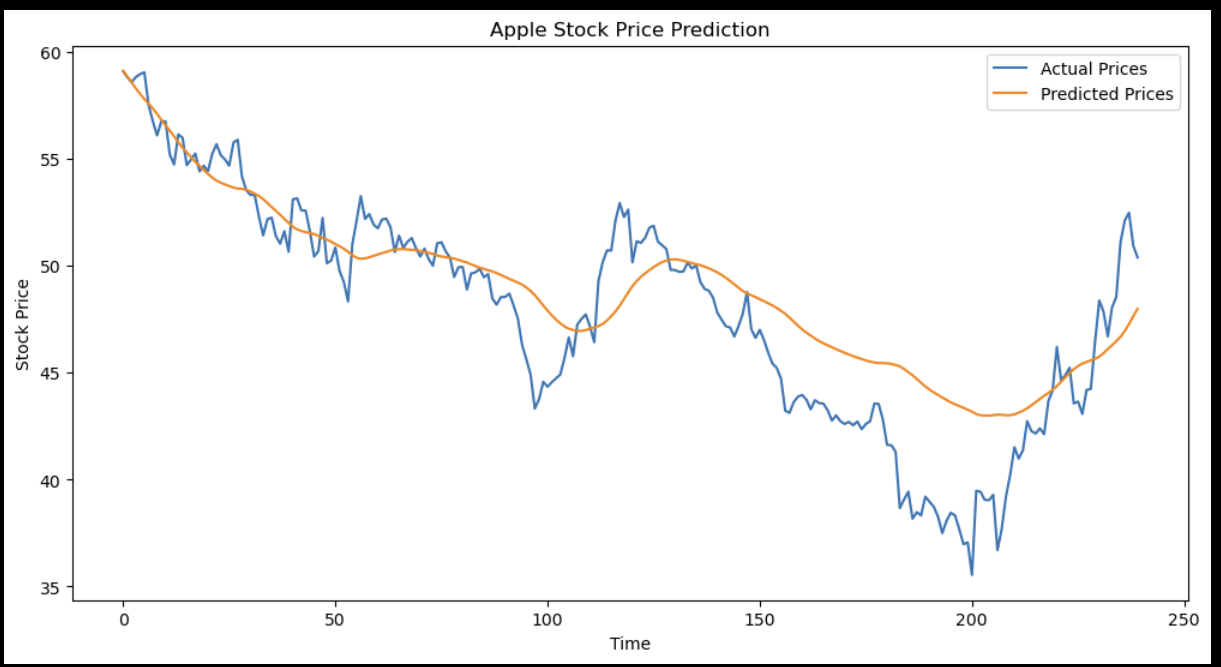 Apple Stock Price Prediction
Actual Prices
Predicted Prices
60
55
50
45
40
35
Stock Price
0 50 100 150 200 250
Time